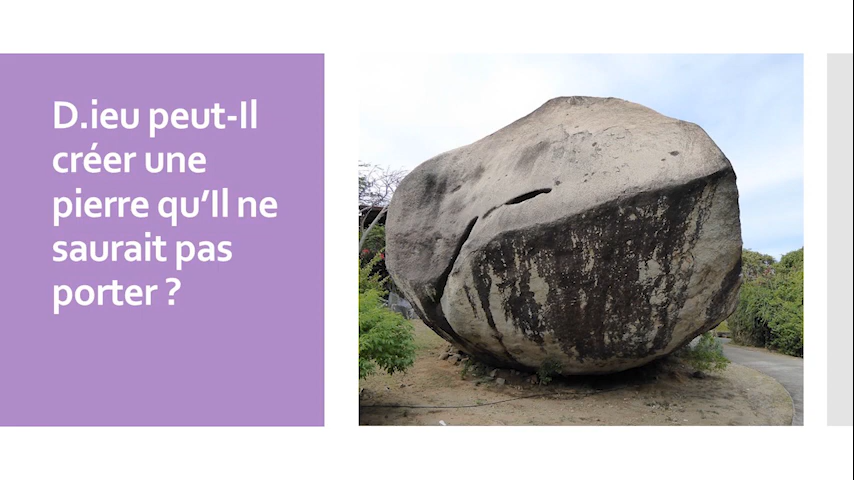 D.ieu peut-Il
créer une
pierre qu’Il ne
saurait pas
porter ?